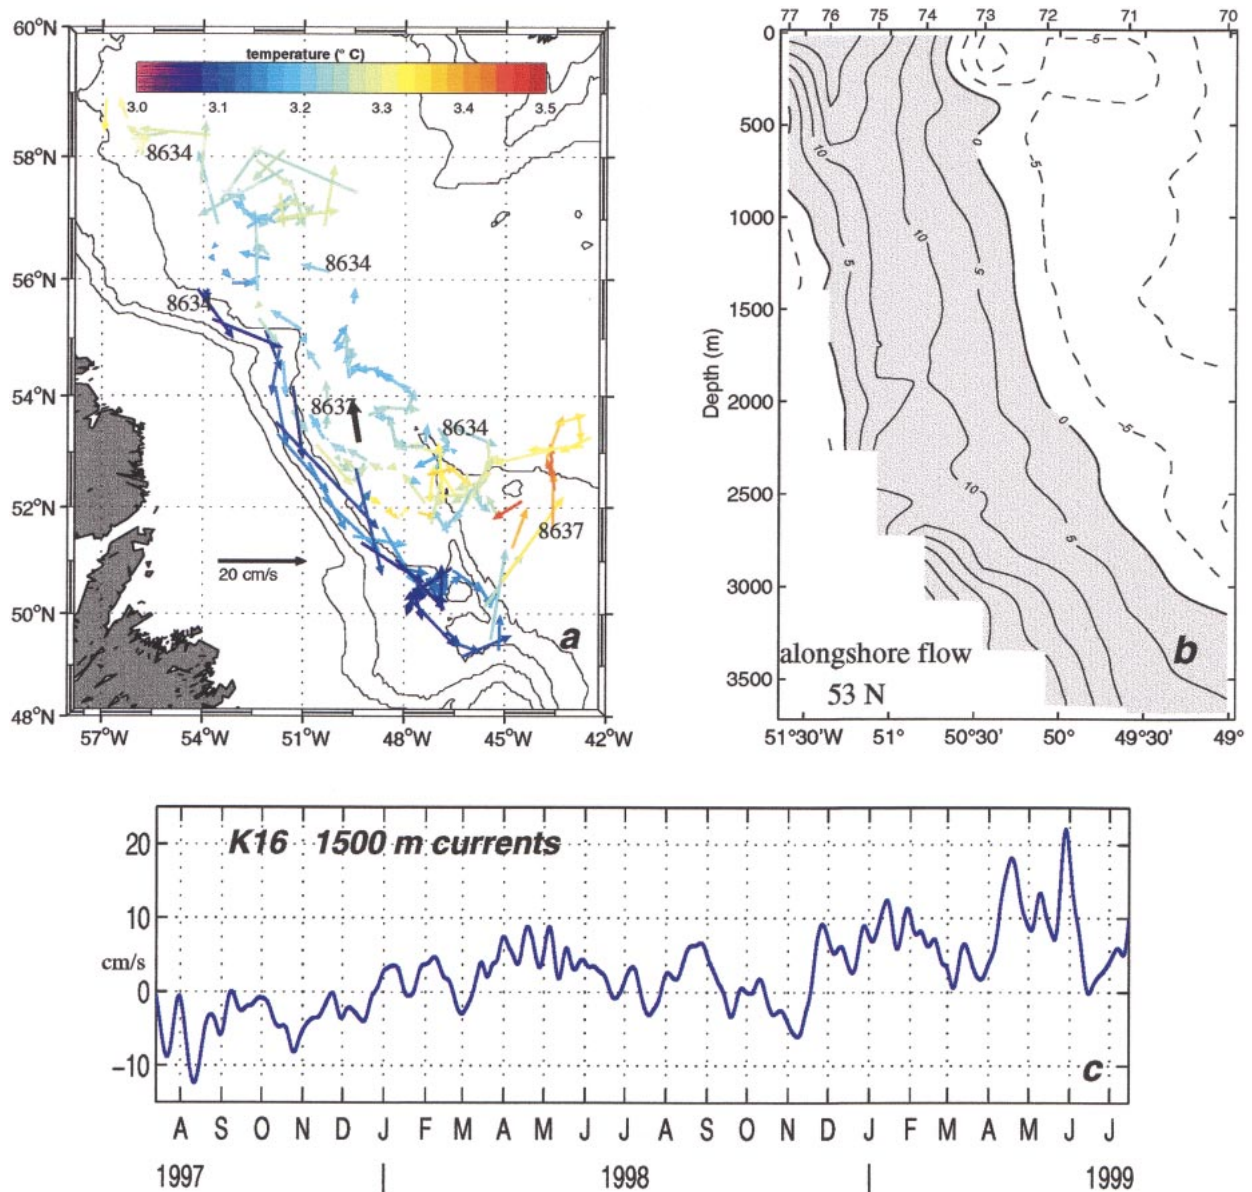 60°N
58°N
56°N
54°N
52°N
50°N
48°N
57°W
54°W
51°W
48°W
45°W
42°W
temperature (° C)
3.0 3.1 3.2 3.3 3.4 3.5
8634
8634
8634
8637
8634
8637
20 cm/s
a
77 76 75 74 73 72 71 70
0
500
1000
1500
2000
2500
3000
3500
Depth (m)
-5
0
10
-5
10
5
5
0
-5
10
5
alongshore flow
53 N
b
51°30' 51° 50°30' 50° 49°30' 49°
K16 1500 m currents
20
10
cm/s
0
-10
c
A S O N D J F M A M J J A S O N D J F M A M J J
1997 | 1998 | 1999